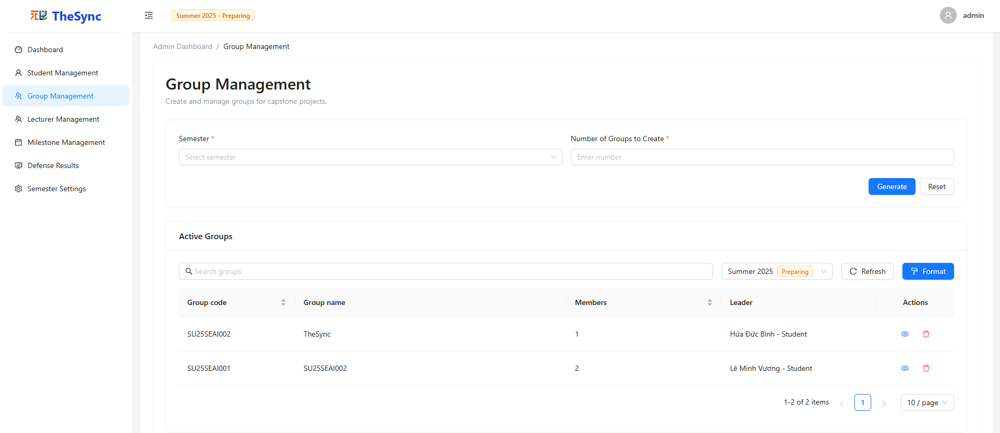 TheSync
Summer 2025 - Preparing
admin
Dashboard
Student Management
Group Management
Lecturer Management
Milestone Management
Defense Results
Semester Settings
Admin Dashboard / Group Management
Group Management
Create and manage groups for capstone projects.
Semester * Number of Groups to Create *
Select semester Enter number
Generate Reset
Active Groups
Search groups Summer 2025 Preparing Refresh Format
Group code Group name Members Leader Actions
SU25SEAI002 TheSync 1 Hứa Đức Bình - Student
SU25SEAI001 SU25SEAI002 2 Lê Minh Vương - Student
1-2 of 2 items < 1 > 10 / page